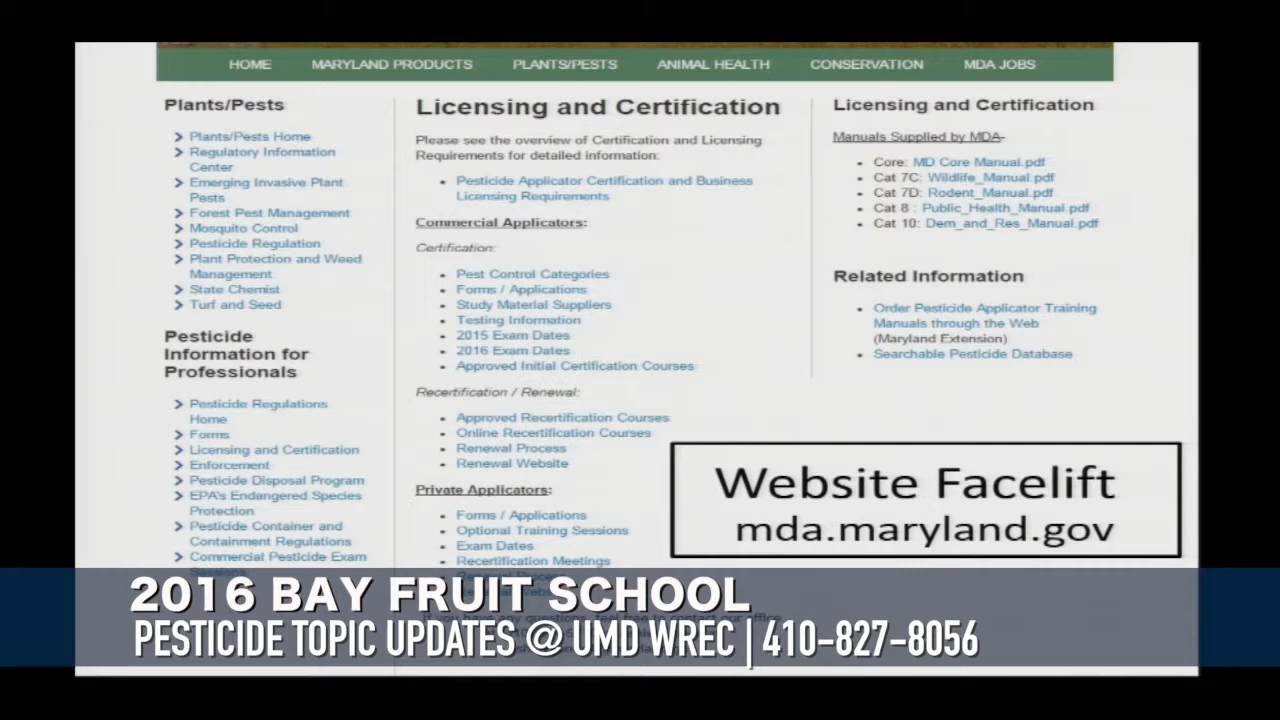 HOME MARYLAND PRODUCTS PLANTS/PESTS ANIMAL HEALTH CONSERVATION MDA JOBS
Plants/Pests
Plants/Pests Home
Regulatory Information
Center
Emerging Invasive Plant
Pests
Forest Pest Management
Mosquito Control
Pesticide Regulation
Plant Protection and Weed
Management
State Chemist
Turf and Seed
Pesticide
Information for
Professionals
Pesticide Regulations
Home
Forms
Licensing and Certification
Enforcement
Pesticide Disposal Program
EPA's Endangered Species
Protection
Pesticide Container and
Containment Regulations
Commercial Pesticide Exam
Licensing and Certification
Please see the overview of Certification and Licensing
Requirements for detailed information:
Pesticide Applicator Certification and Business
Licensing Requirements
Commercial Applicators:
Certification:
Pest Control Categories
Forms / Applications
Study Material Suppliers
Testing Information
2015 Exam Dates
2016 Exam Dates
Approved Initial Certification Courses
Recertification / Renewal:
Approved Recertification Courses
Online Recertification Courses
Renewal Process
Renewal Website
Private Applicators:
Forms / Applications
Optional Training Sessions
Exam Dates
Recertification Meetings
Licensing and Certification
Manuals Supplied by MDA-
Core: MD Core Manual.pdf
Cat 7C: Wildlife_Manual.pdf
Cat 7D: Rodent_Manual.pdf
Cat 8 : Public_Health_Manual.pdf
Cat 10: Dem_and_Res_Manual.pdf
Related Information
Order Pesticide Applicator Training
Manuals through the Web
(Maryland Extension)
Searchable Pesticide Database
Website Facelift
mda.maryland.gov
2016 BAY FRUIT SCHOOL
PESTICIDE TOPIC UPDATES @ UMD WREC | 410-827-8056